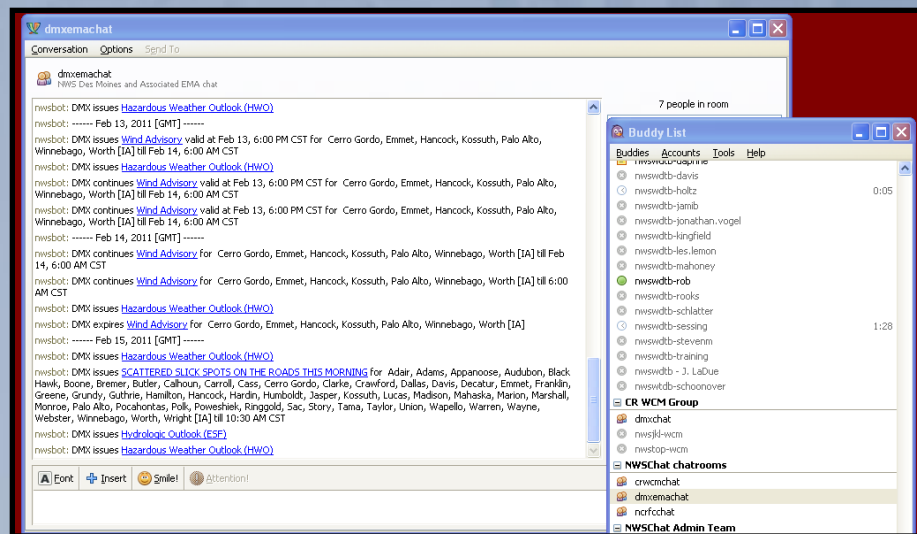 dmxemachat
Conversation Options Send To
dmxemachat
NWS Des Moines and Associated EMA chat
nwsbot: DMX issues Hazardous Weather Outlook (HWO)
nwsbot: ------ Feb 13, 2011 [GMT] ------
nwsbot: DMX issues Wind Advisory valid at Feb 13, 6:00 PM CST for Cerro Gordo, Emmet, Hancock, Kossuth, Palo Alto,
Winnebago, Worth [IA] till Feb 14, 6:00 AM CST
nwsbot: DMX issues Hazardous Weather Outlook (HWO)
nwsbot: DMX continues Wind Advisory valid at Feb 13, 6:00 PM CST for Cerro Gordo, Emmet, Hancock, Kossuth, Palo Alto,
Winnebago, Worth [IA] till Feb 14, 6:00 AM CST
nwsbot: DMX continues Wind Advisory valid at Feb 13, 6:00 PM CST for Cerro Gordo, Emmet, Hancock, Kossuth, Palo Alto,
Winnebago, Worth [IA] till Feb 14, 6:00 AM CST
nwsbot: ------ Feb 14, 2011 [GMT] ------
nwsbot: DMX continues Wind Advisory for Cerro Gordo, Emmet, Hancock, Kossuth, Palo Alto, Winnebago, Worth [IA] till Feb
14, 6:00 AM CST
nwsbot: DMX continues Wind Advisory for Cerro Gordo, Emmet, Hancock, Kossuth, Palo Alto, Winnebago, Worth [IA] till 6:00
AM CST
nwsbot: DMX issues Hazardous Weather Outlook (HWO)
nwsbot: DMX expires Wind Advisory for Cerro Gordo, Emmet, Hancock, Kossuth, Palo Alto, Winnebago, Worth [IA]
nwsbot: ------ Feb 15, 2011 [GMT] ------
nwsbot: DMX issues Hazardous Weather Outlook (HWO)
nwsbot: DMX issues SCATTERED SLICK SPOTS ON THE ROADS THIS MORNING for Adair, Adams, Appanoose, Audubon, Black
Hawk, Boone, Bremer, Butler, Calhoun, Carroll, Cass, Cerro Gordo, Clarke, Crawford, Dallas, Davis, Decatur, Emmet, Franklin,
Greene, Grundy, Guthrie, Hamilton, Hancock, Hardin, Humboldt, Jasper, Kossuth, Lucas, Madison, Mahaska, Marion, Marshall,
Monroe, Palo Alto, Pocahontas, Polk, Poweshiek, Ringgold, Sac, Story, Tama, Taylor, Union, Wapello, Warren, Wayne,
Webster, Winnebago, Worth, Wright [IA] till 10:30 AM CST
nwsbot: DMX issues Hydrologic Outlook (ESF)
nwsbot: DMX issues Hazardous Weather Outlook (HWO)
Font Insert Smile! Attention!
7 people in room
Buddy List
Buddies Accounts Tools Help
nwswdtb-daphne
nwswdtb-davis
nwswdtb-holtz 0:05
nwswdtb-jamib
nwswdtb-jonathan.vogel
nwswdtb-kingfield
nwswdtb-les.lemon
nwswdtb-mahoney
nwswdtb-rob
nwswdtb-rooks
nwswdtb-schlatter
nwswdtb-sessing 1:28
nwswdtb-stevenm
nwswdtb-training
nwswdtb - J. LaDue
nwswtdb-schoonover
CR WCM Group
dmxchat
nwsjkl-wcm
nwstop-wcm
NWSChat chatrooms
crwcmchat
dmxemachat
ncrfcchat
NWSChat Admin Team